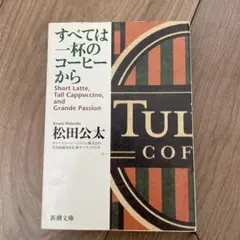 すべては
一杯の
コーヒー
から
Short Latte,
Tall Cappuccino,
and
Grande Passion
松田公太
新潮文庫
TUL
COF